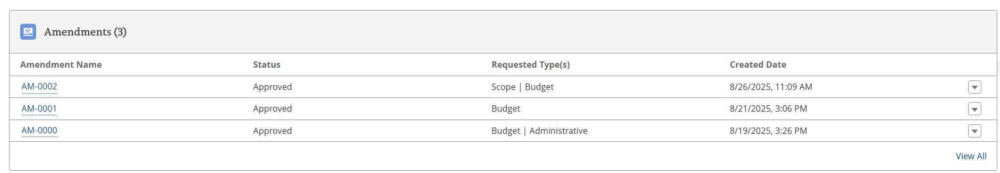 Amendments (3)
Amendment Name Status Requested Type(s) Created Date
AM-0002 Approved Scope | Budget 8/26/2025, 11:09 AM
AM-0001 Approved Budget 8/21/2025, 3:06 PM
AM-0000 Approved Budget | Administrative 8/19/2025, 3:26 PM
View All